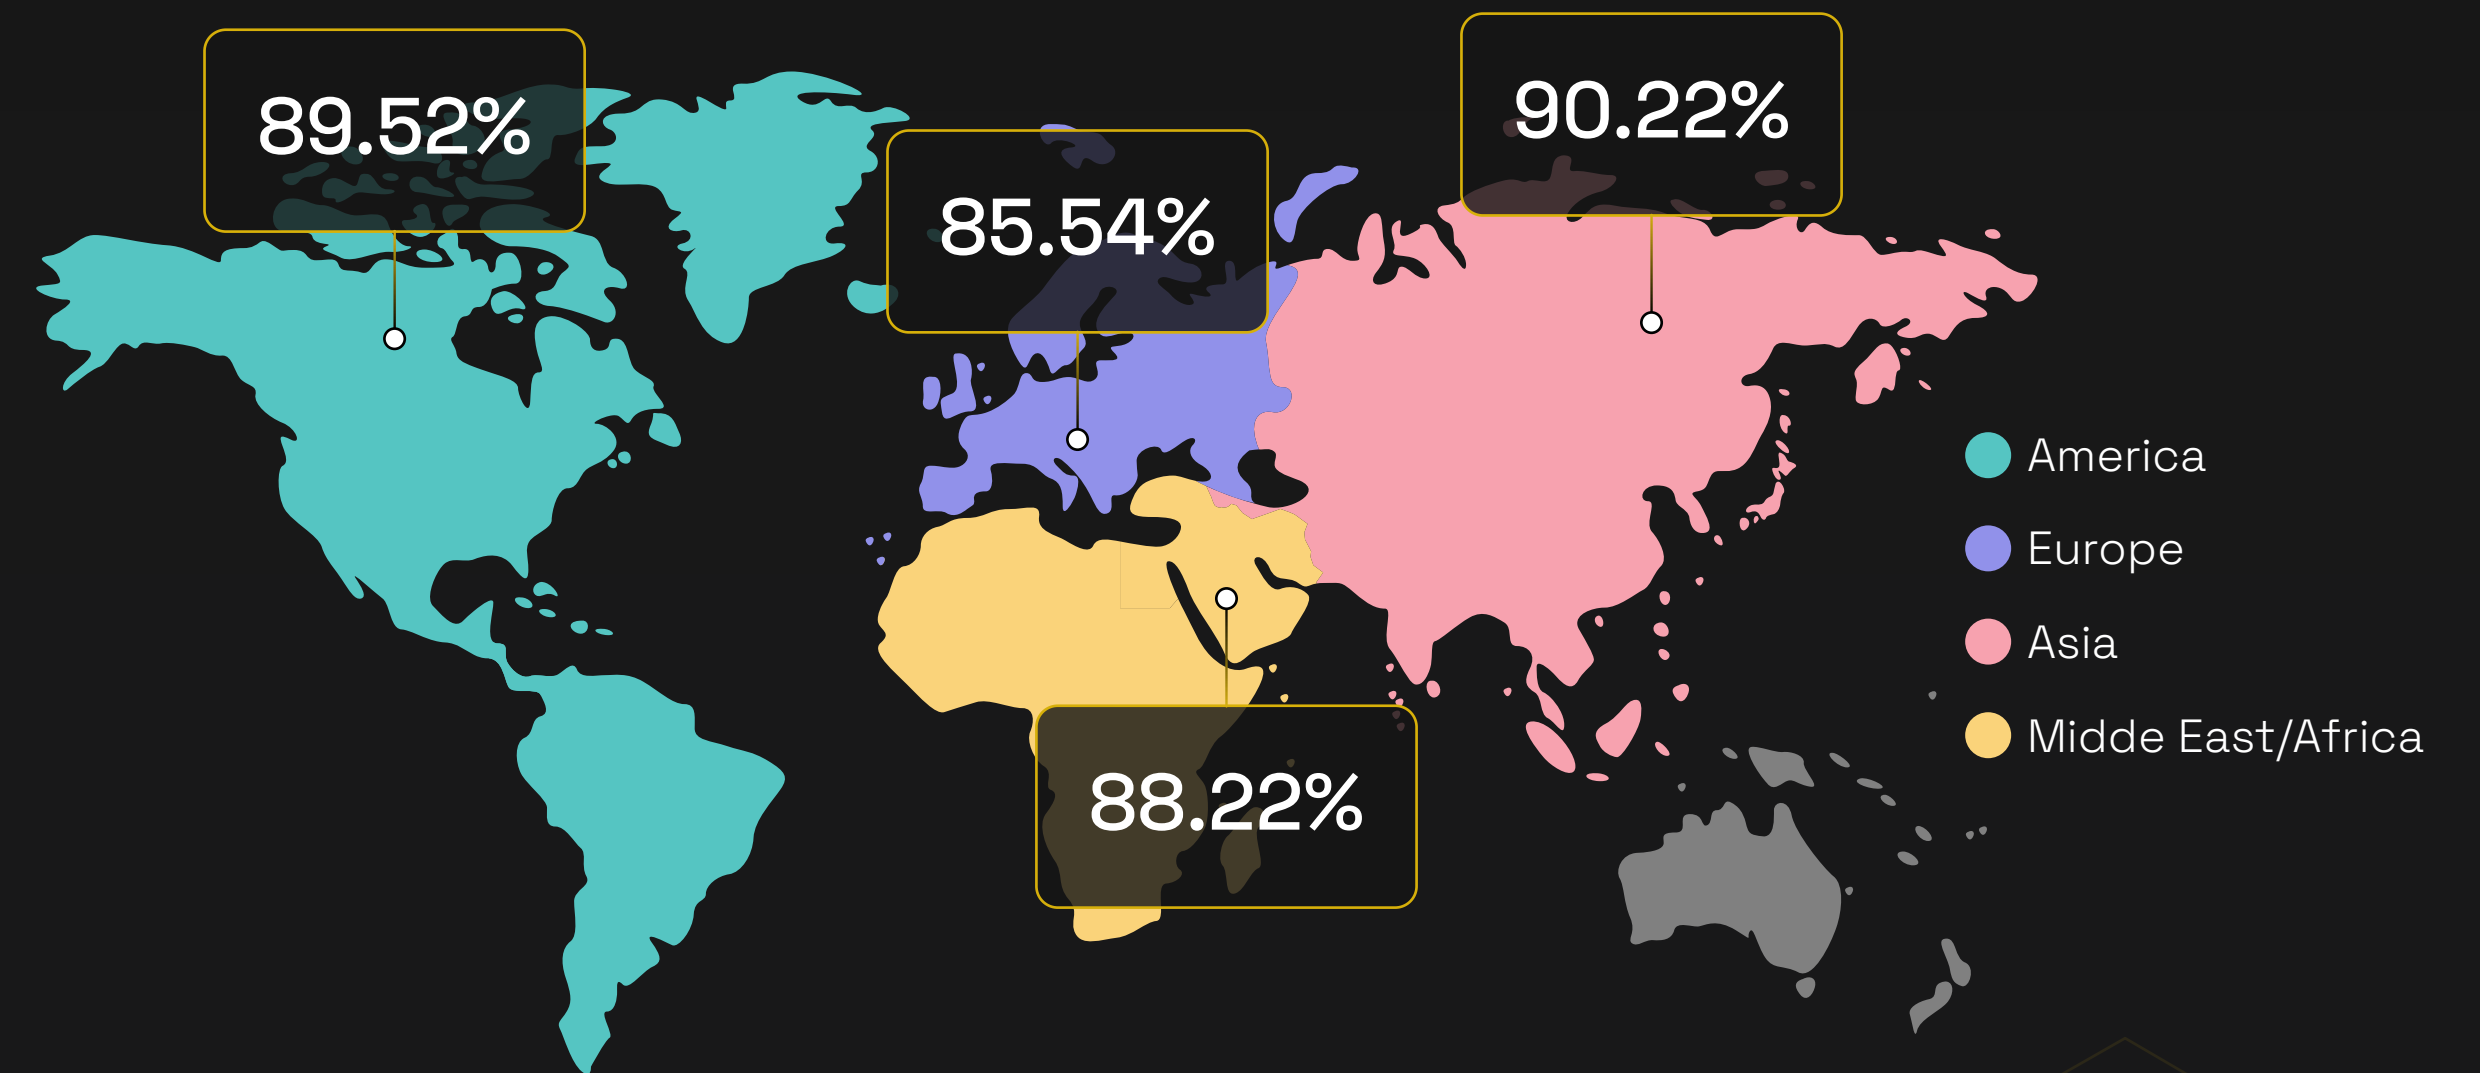 89.52%
85.54%
90.22%
88.22%
America
Europe
Asia
Midde East/Africa